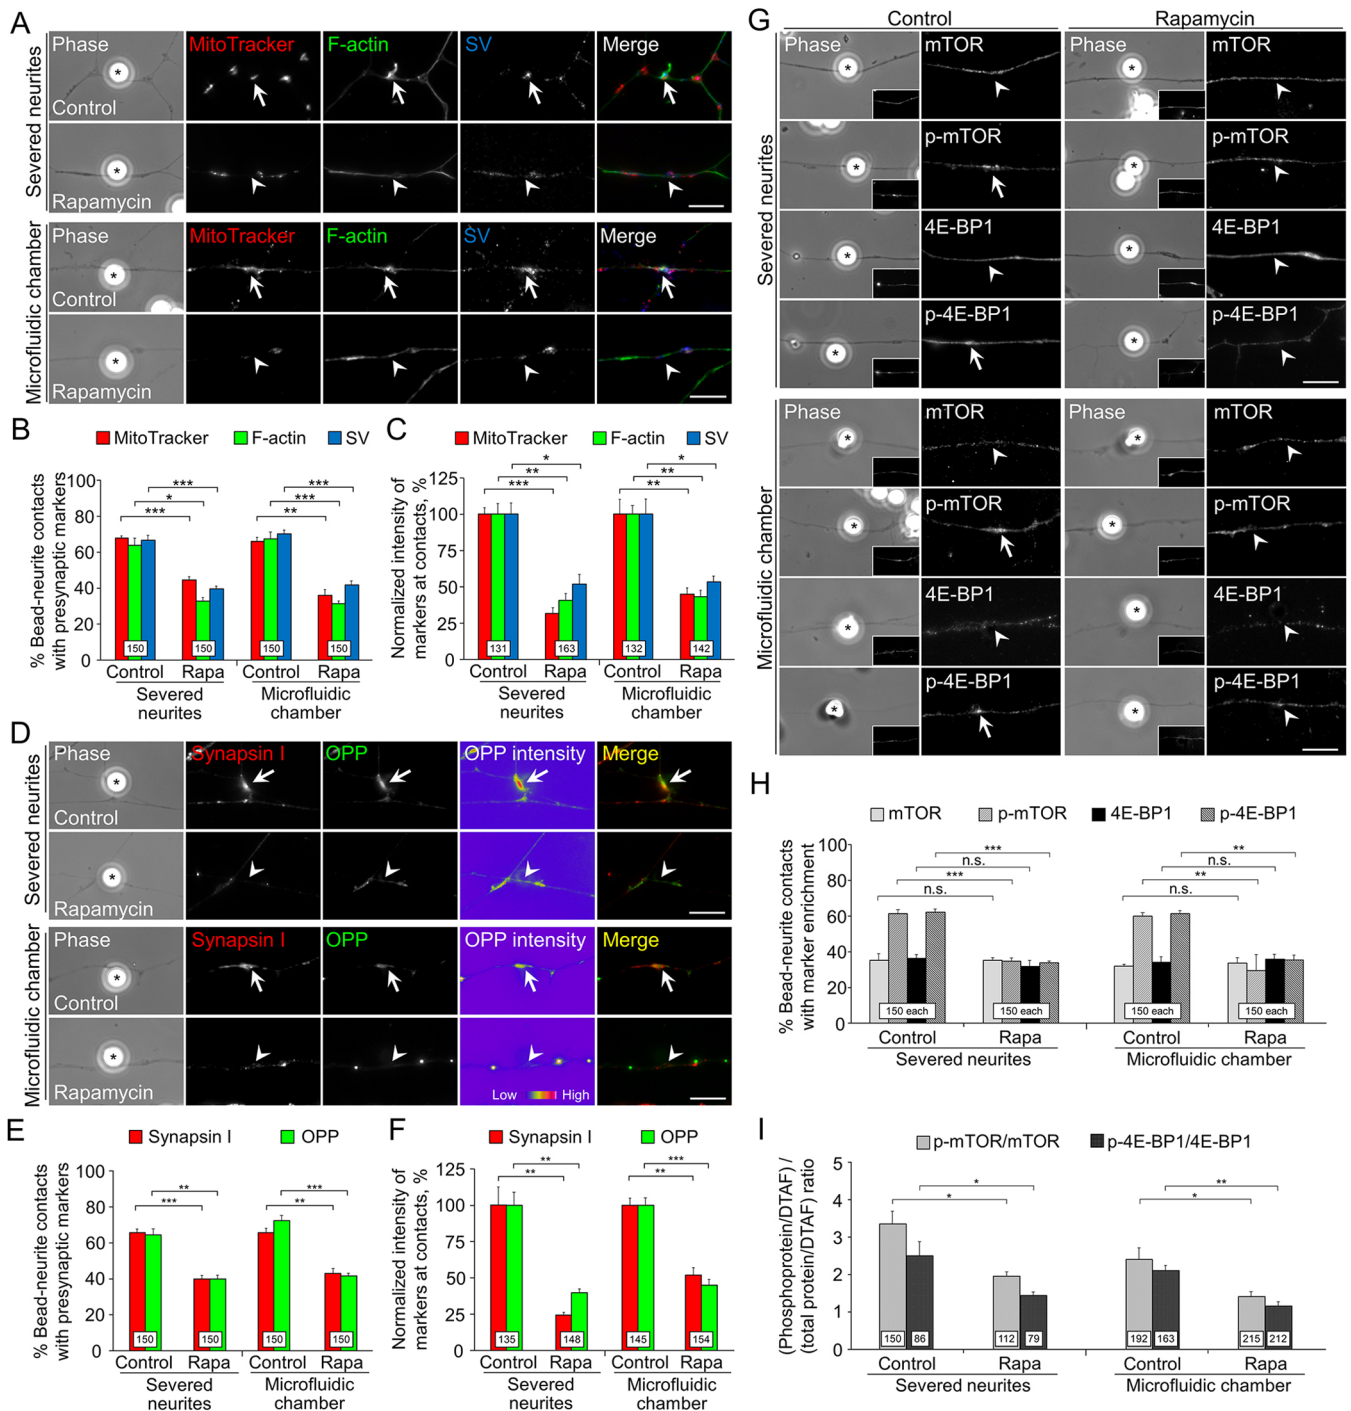 A
Severed neurites
Phase
MitoTracker
F-actin
SV
Merge
*
Control
*
Rapamycin
Microfluidic chamber
Phase
MitoTracker
F-actin
SV
Merge
*
Control
*
Rapamycin
B
MitoTracker F-actin SV
% Bead-neurite contacts
with presynaptic markers
100
80
60
40
20
0
***
*
***
***
***
**
150 150 150 150
Control Rapa Control Rapa
Severed
neurites
Microfluidic
chamber
C
MitoTracker F-actin SV
Normalized intensity of
markers at contacts, %
125
100
75
50
25
0
*
**
***
*
**
**
131 163 132 142
Control Rapa Control Rapa
Severed
neurites
Microfluidic
chamber
D
Severed neurites
Phase
Synapsin I
OPP
OPP intensity
Merge
*
Control
*
Rapamycin
Microfluidic chamber
Phase
Synapsin I
OPP
OPP intensity
Merge
*
Control
*
Rapamycin
Low High
E
Synapsin I OPP
% Bead-neurite contacts
with presynaptic markers
100
80
60
40
20
0
**
***
***
**
150 150 150 150
Control Rapa Control Rapa
Severed
neurites
Microfluidic
chamber
F
Synapsin I OPP
Normalized intensity of
markers at contacts, %
125
100
75
50
25
0
**
**
***
**
135 148 145 154
Control Rapa Control Rapa
Severed
neurites
Microfluidic
chamber
G
Control Rapamycin
Severed neurites
Phase mTOR Phase mTOR
* *
p-mTOR p-mTOR
* *
4E-BP1 4E-BP1
* *
p-4E-BP1 p-4E-BP1
* *
Microfluidic chamber
Phase mTOR Phase mTOR
* *
p-mTOR p-mTOR
* *
4E-BP1 4E-BP1
* *
p-4E-BP1 p-4E-BP1
* *
H
mTOR p-mTOR 4E-BP1 p-4E-BP1
% Bead-neurite contacts
with marker enrichment
100
80
60
40
20
0
***
n.s.
***
n.s.
**
n.s.
**
n.s.
150 each 150 each 150 each 150 each
Control Rapa Control Rapa
Severed neurites Microfluidic chamber
I
p-mTOR/mTOR p-4E-BP1/4E-BP1
(Phosphoprotein/DTAF) /
(total protein/DTAF) ratio
5
4
3
2
1
0
*
*
**
*
150 86 112 79 192 163 215 212
Control Rapa Control Rapa
Severed neurites Microfluidic chamber